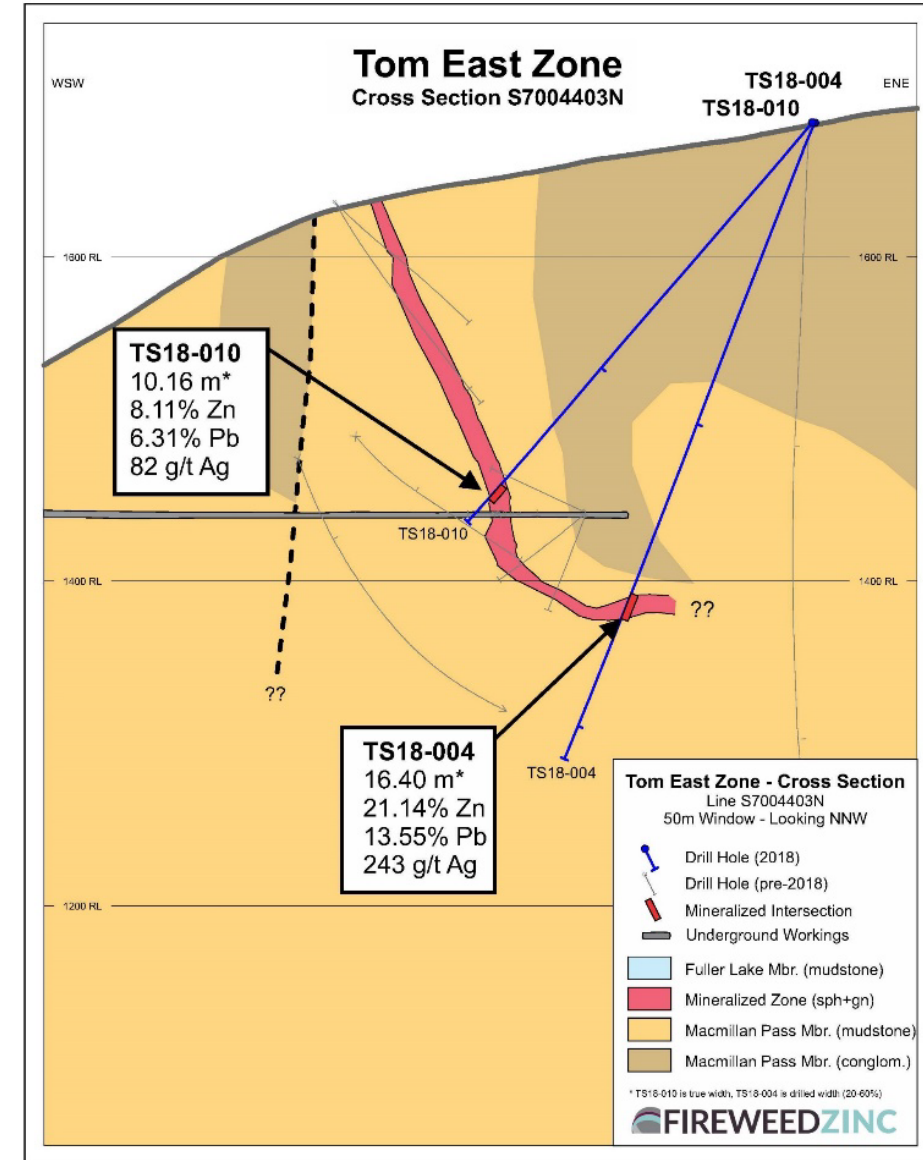 Tom East Zone
Cross Section S7004403N
WSW
ENE
TS18-004
TS18-010
1600 RL
1600 RL
TS18-010
10.16 m*
8.11% Zn
6.31% Pb
82 g/t Ag
TS18-010
1400 RL
1400 RL
??
??
TS18-004
16.40 m*
21.14% Zn
13.55% Pb
243 g/t Ag
TS18-004
1200 RL
Tom East Zone - Cross Section
Line S7004403N
50m Window - Looking NNW
Drill Hole (2018)
Drill Hole (pre-2018)
Mineralized Intersection
Underground Workings
Fuller Lake Mbr. (mudstone)
Mineralized Zone (sph+gn)
Macmillan Pass Mbr. (mudstone)
Macmillan Pass Mbr. (conglom.)
* TS18-010 is true width, TS18-004 is drilled width (20-60%)
FIREWEEDZINC